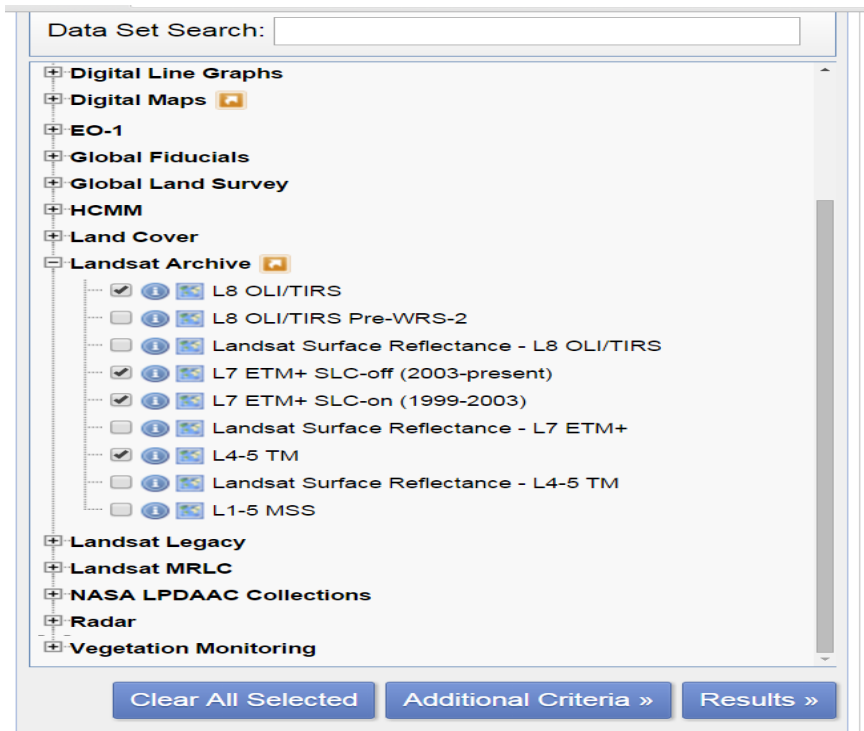 Data Set Search:
Digital Line Graphs
Digital Maps
EO-1
Global Fiducials
Global Land Survey
HCMM
Land Cover
Landsat Archive
L8 OLI/TIRS
L8 OLI/TIRS Pre-WRS-2
Landsat Surface Reflectance - L8 OLI/TIRS
L7 ETM+ SLC-off (2003-present)
L7 ETM+ SLC-on (1999-2003)
Landsat Surface Reflectance - L7 ETM+
L4-5 TM
Landsat Surface Reflectance - L4-5 TM
L1-5 MSS
Landsat Legacy
Landsat MRLC
NASA LPDAAC Collections
Radar
Vegetation Monitoring
Clear All Selected Additional Criteria » Results »